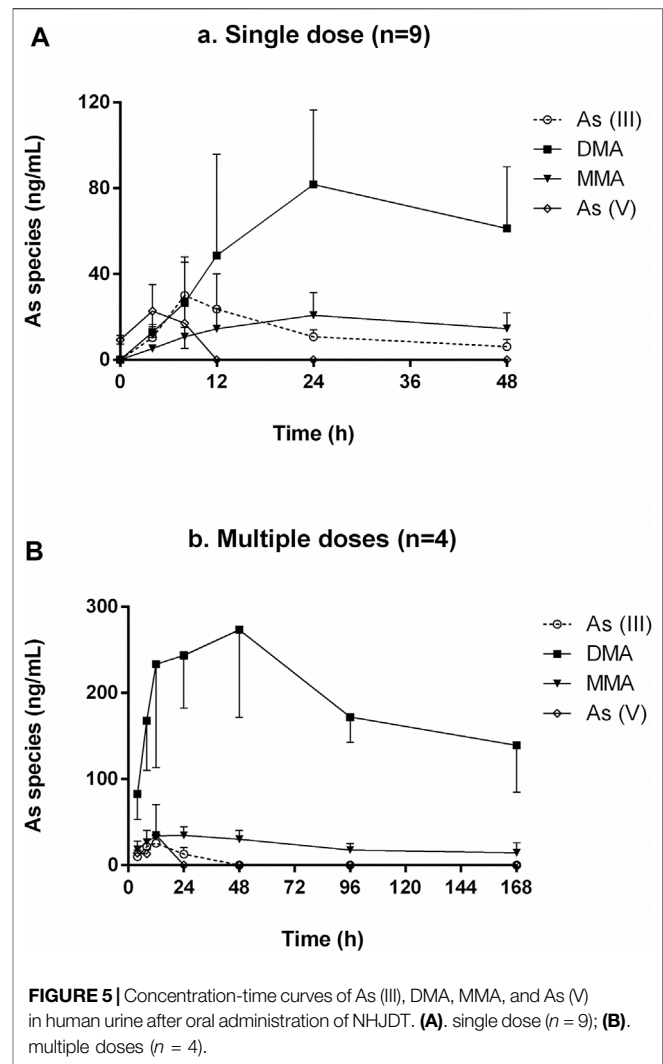 A
a. Single dose (n=9)
As species (ng/mL)
120
80
40
0
0 12 24 36 48
Time (h)
As (III)
DMA
MMA
As (V)
B
b. Multiple doses (n=4)
As species (ng/mL)
300
200
100
0
0 24 48 72 96 120 144 168
Time (h)
As (III)
DMA
MMA
As (V)
FIGURE 5 | Concentration-time curves of As (III), DMA, MMA, and As (V)
in human urine after oral administration of NHJDT. (A). single dose (n = 9); (B).
multiple doses (n = 4).